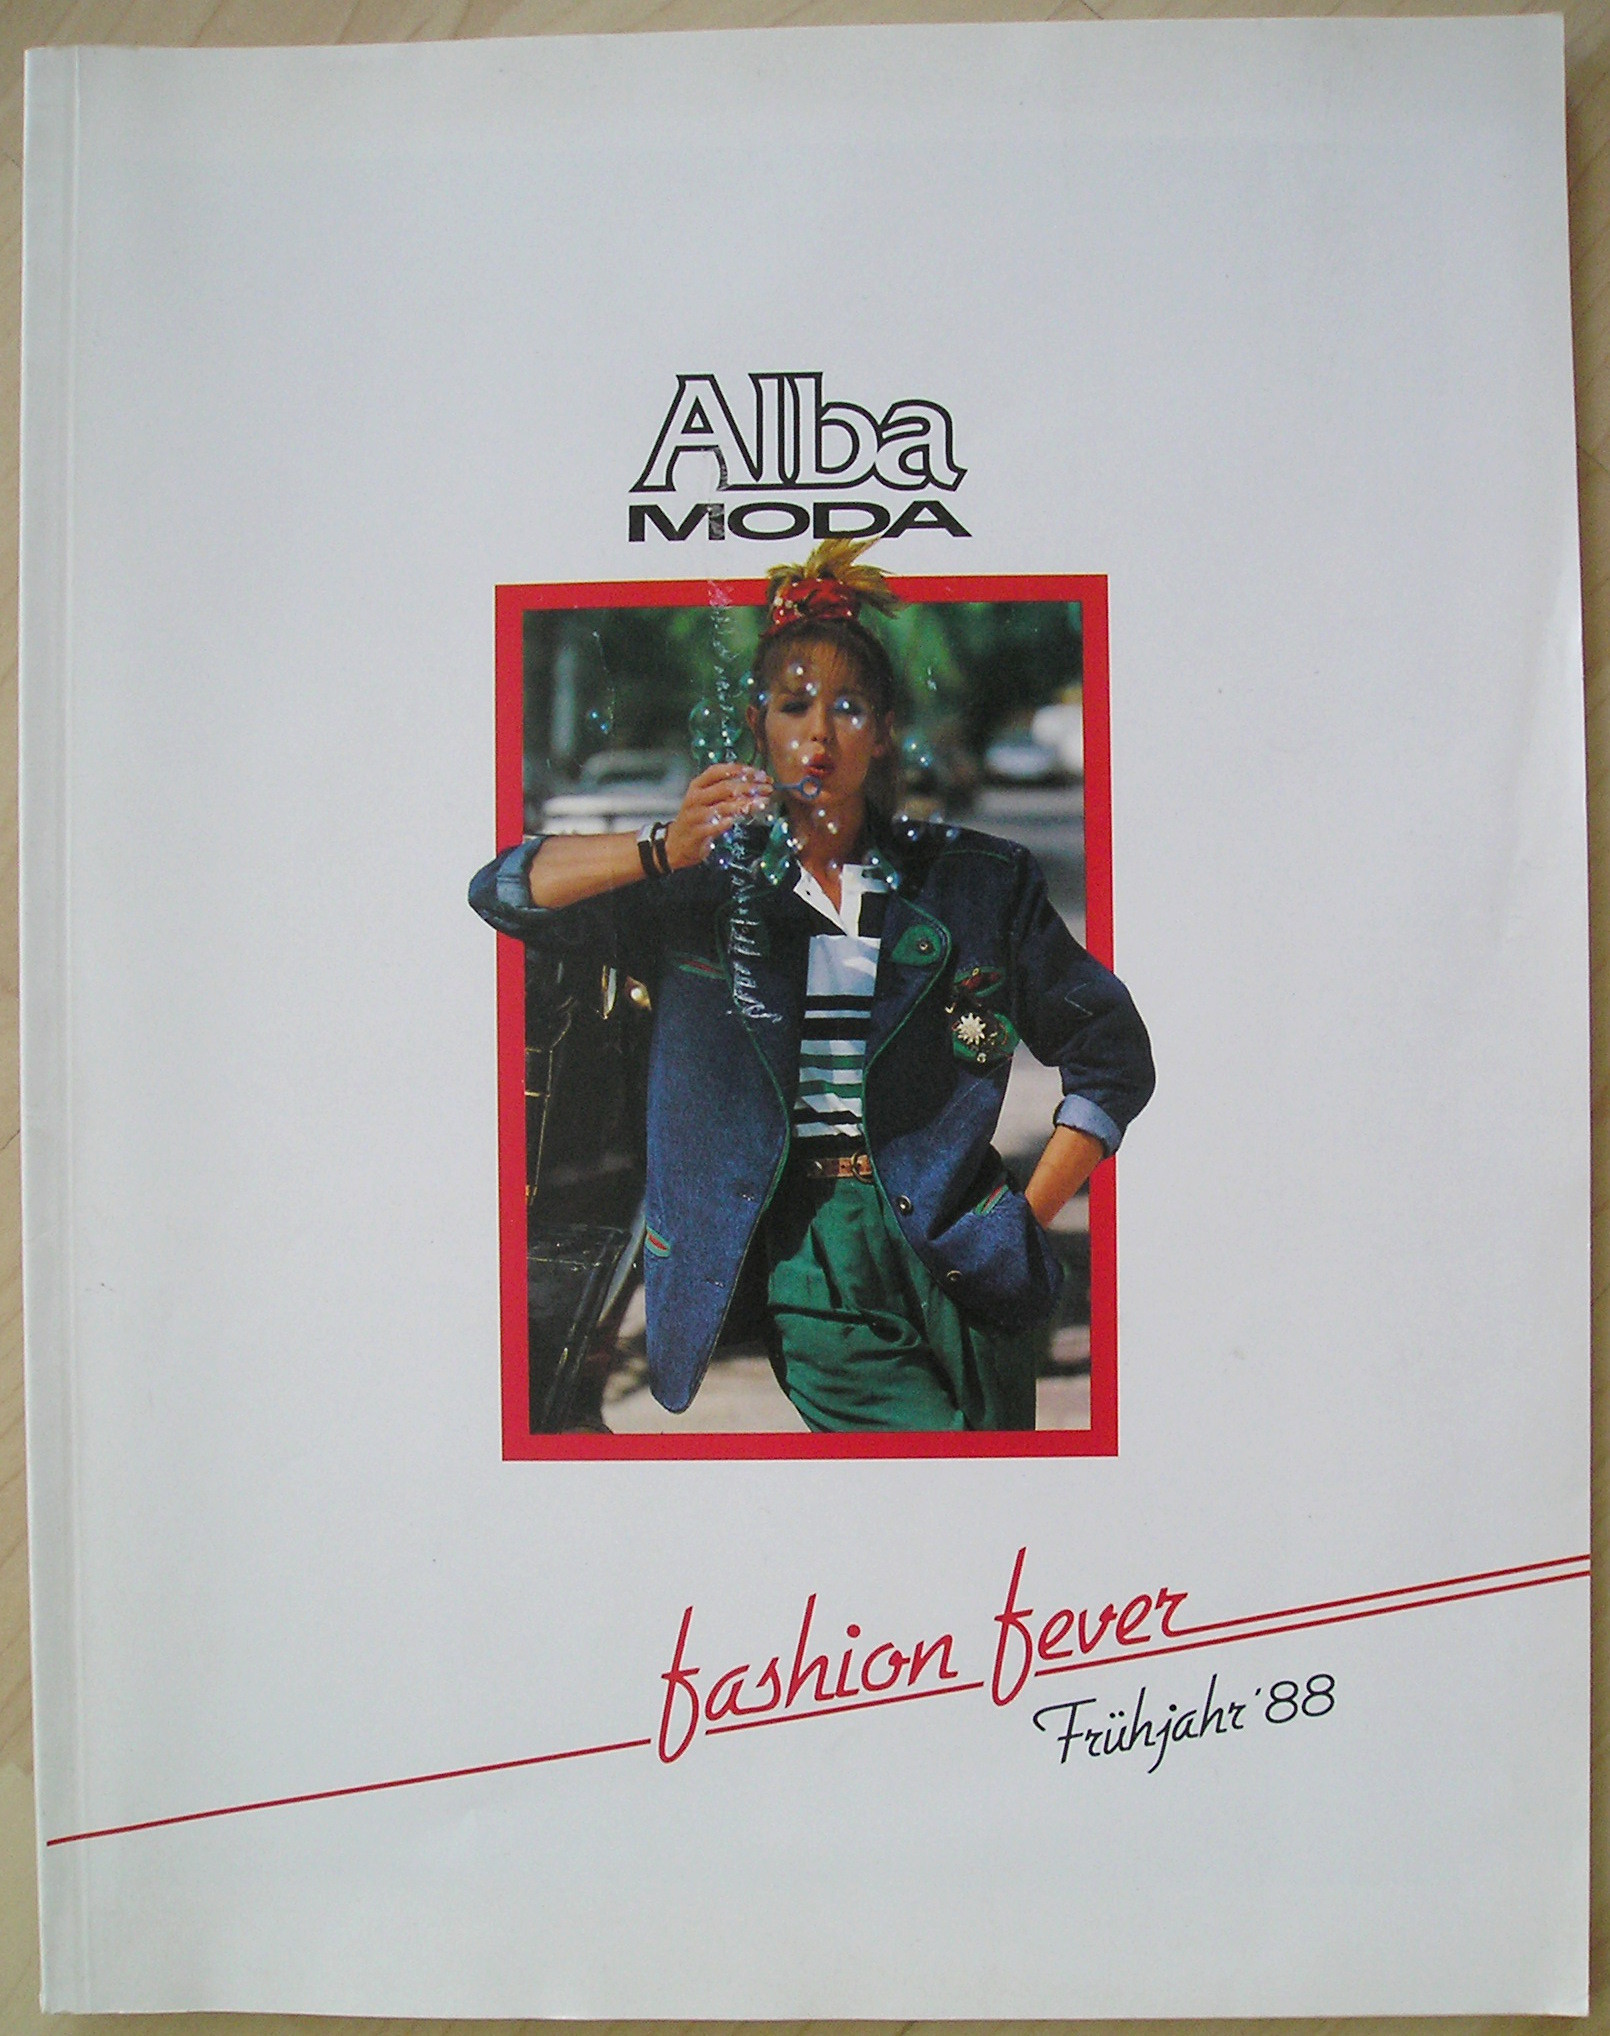 Alba
MODA
fashion fever
Frühjahr '88